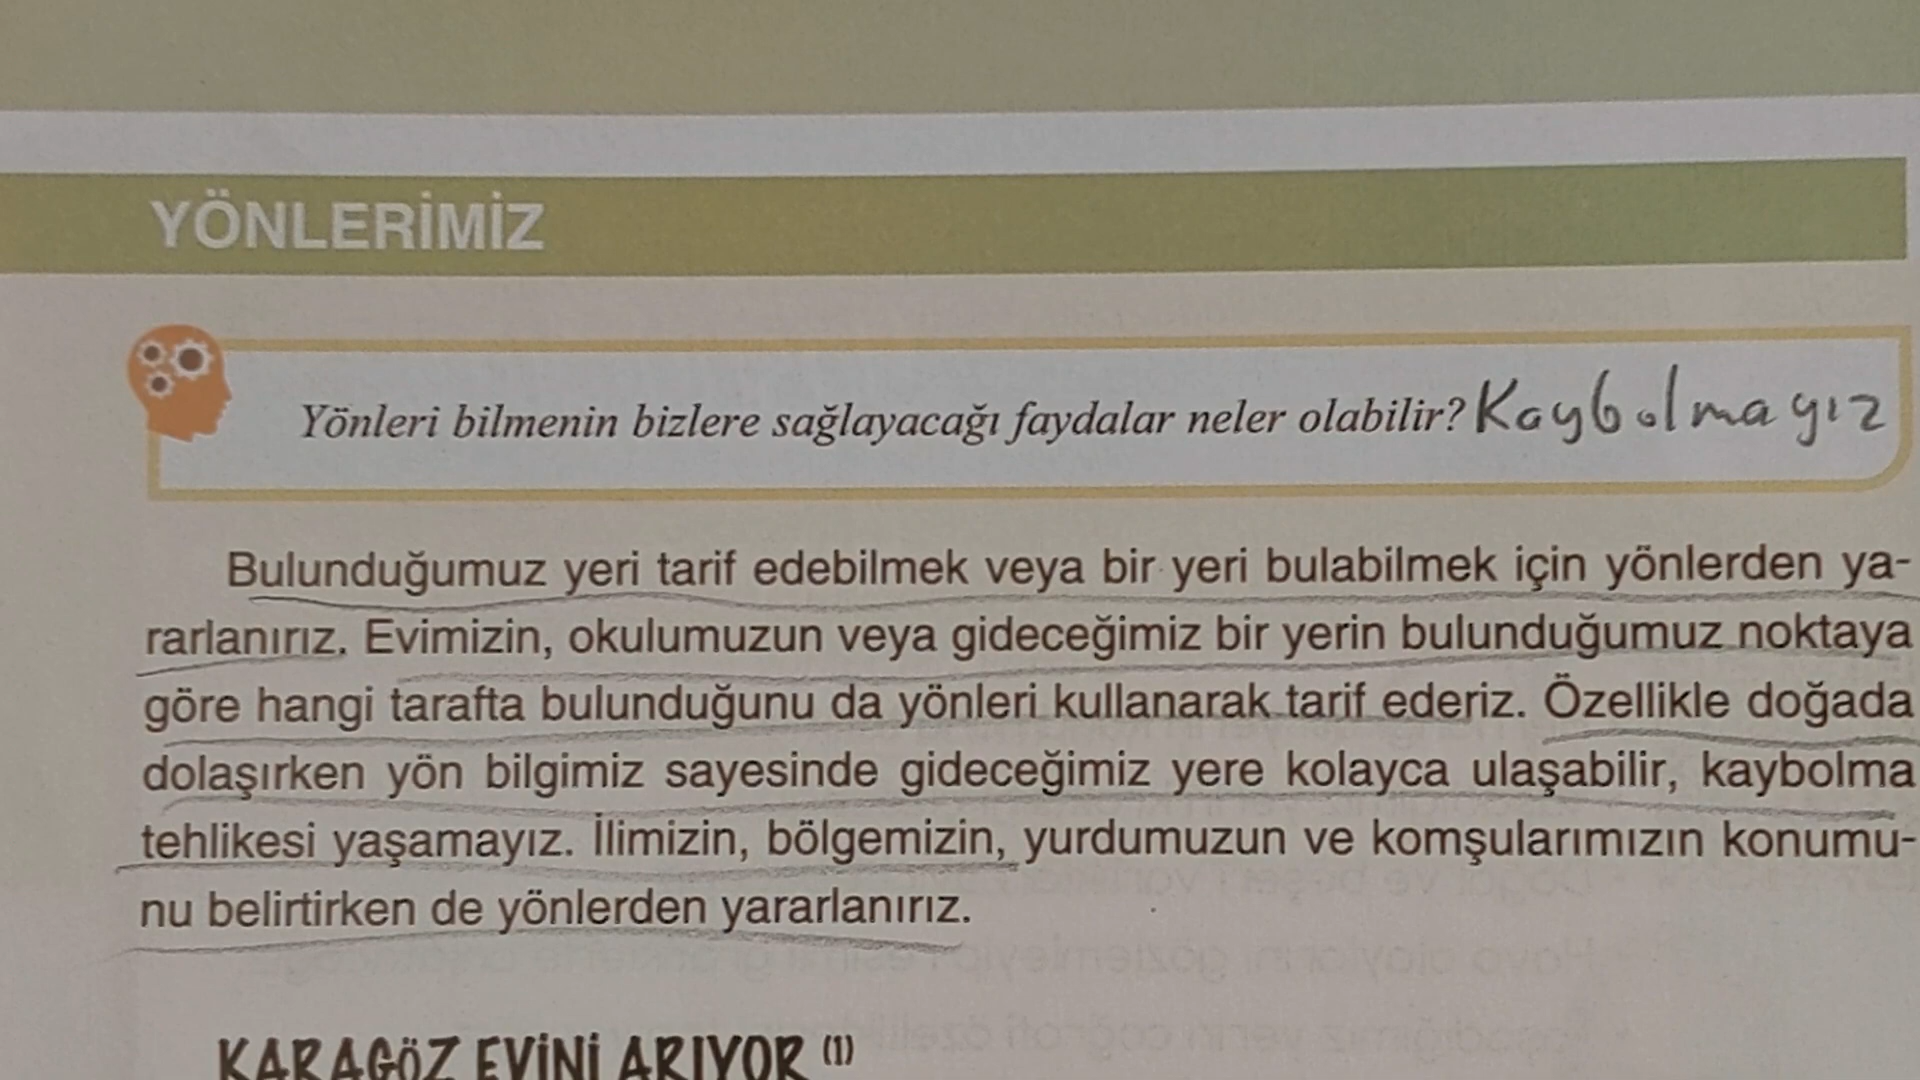 YÖNLERİMİZ
Yönleri bilmenin bizlere sağlayacağı faydalar neler olabilir? Kaybolmayız
Bulunduğumuz yeri tarif edebilmek veya bir yeri bulabilmek için yönlerden ya-
rarlanırız. Evimizin, okulumuzun veya gideceğimiz bir yerin bulunduğumuz noktaya
göre hangi tarafta bulunduğunu da yönleri kullanarak tarif ederiz. Özellikle doğada
dolaşırken yön bilgimiz sayesinde gideceğimiz yere kolayca ulaşabilir, kaybolma
tehlikesi yaşamayız. İlimizin, bölgemizin, yurdumuzun ve komşularımızın konumu-
nu belirtirken de yönlerden yararlanırız.
KARAGÖZ EVİNİ ARIYOR (1)